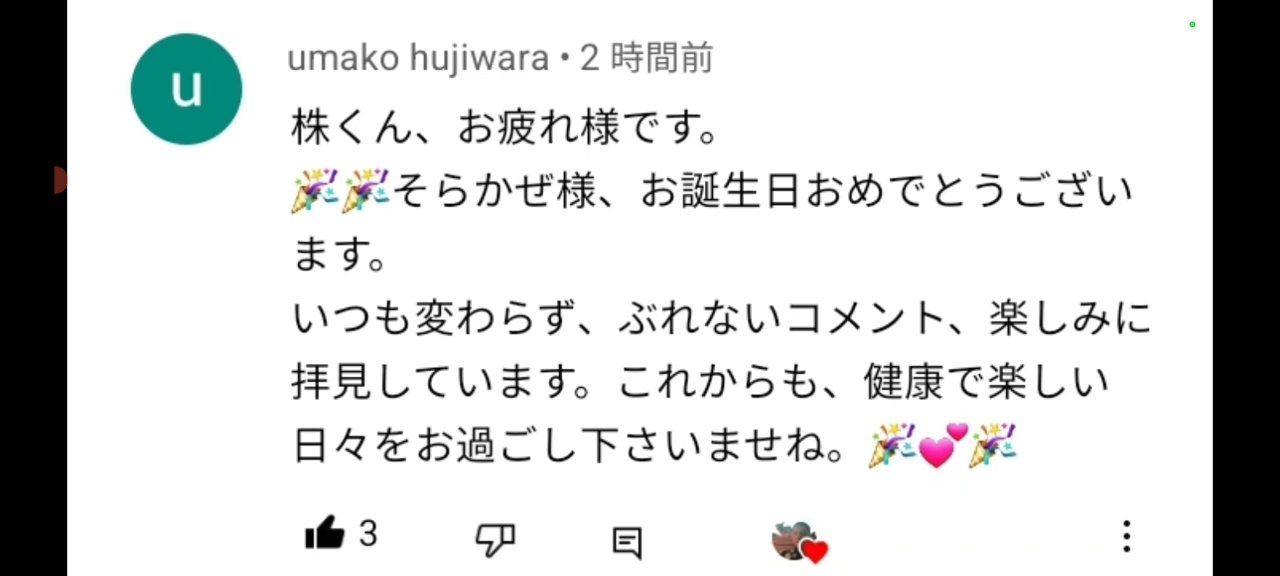 u
umako hujiwara • 2 時間前
株くん、お疲れ様です。
🎉🎉そらかぜ様、お誕生日おめでとうござい
ます。
いつも変わらず、ぶれないコメント、楽しみに
拝見しています。これからも、健康で楽しい
日々をお過ごし下さいませね。🎉💕🎉
3